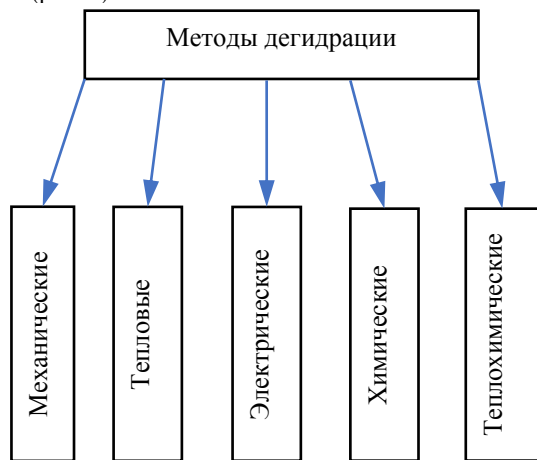 Методы дегидрации
Механические
Тепловые
Электрические
Химические
Теплохимические